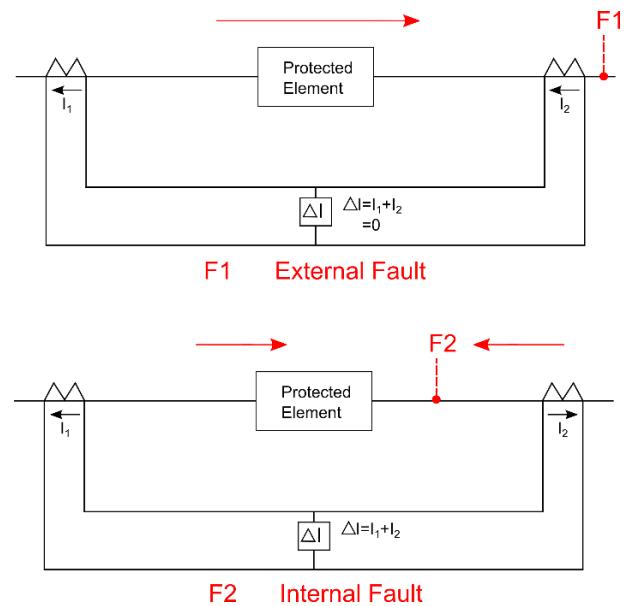 F1
Protected
Element
I₁
I₂
ΔI
ΔI=I₁+I₂
=0
F1 External Fault
F2
Protected
Element
I₁
I₂
ΔI
ΔI=I₁+I₂
F2 Internal Fault